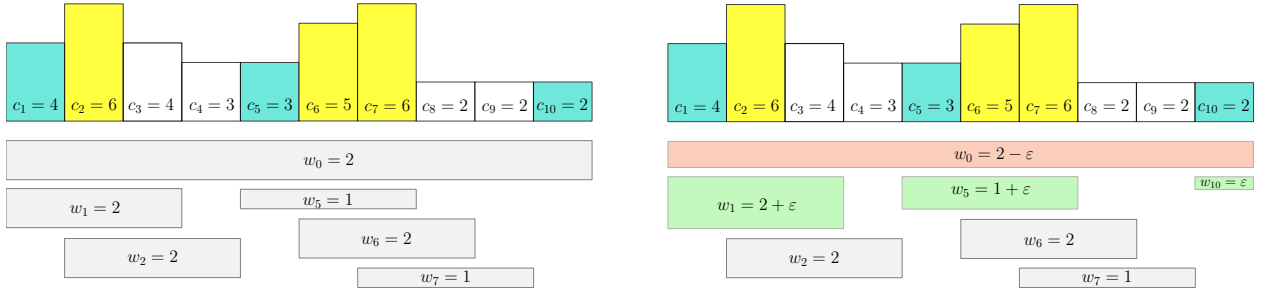 c₁ = 4 c₂ = 6 c₃ = 4 c₄ = 3 c₅ = 3 c₆ = 5 c₇ = 6 c₈ = 2 c₉ = 2 c₁₀ = 2
w₀ = 2
w₅ = 1
w₁ = 2
w₆ = 2
w₂ = 2
w₇ = 1
c₁ = 4 c₂ = 6 c₃ = 4 c₄ = 3 c₅ = 3 c₆ = 5 c₇ = 6 c₈ = 2 c₉ = 2 c₁₀ = 2
w₀ = 2 − ε
w₁₀ = ε
w₅ = 1 + ε
w₁ = 2 + ε
w₆ = 2
w₂ = 2
w₇ = 1